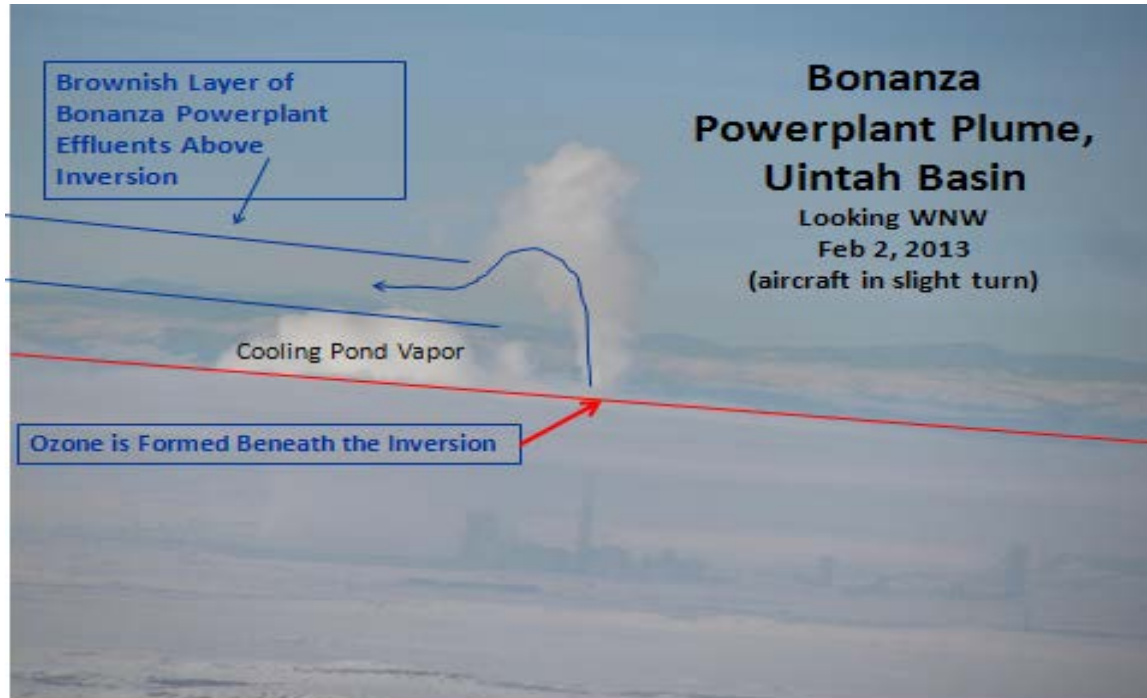 Brownish Layer of
Bonanza Powerplant
Effluents Above
Inversion
Bonanza
Powerplant Plume,
Uintah Basin
Looking WNW
Feb 2, 2013
(aircraft in slight turn)
Cooling Pond Vapor
Ozone is Formed Beneath the Inversion